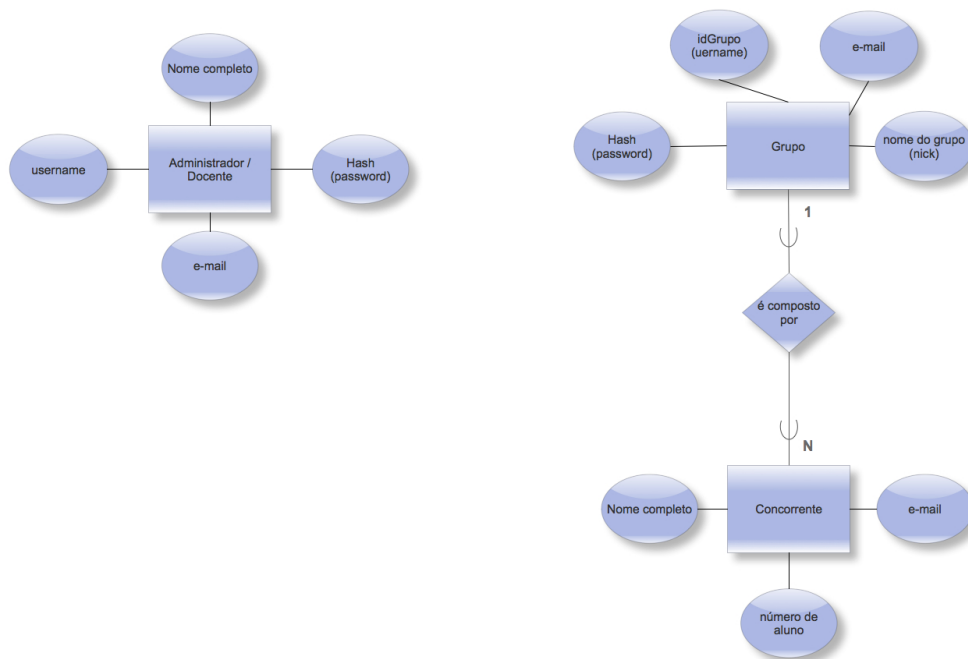 Nome completo
username
Administrador /
Docente
Hash
(password)
e-mail
idGrupo
(uername)
e-mail
Hash
(password)
Grupo
nome do grupo
(nick)
1
é composto
por
N
Nome completo
Concorrente
e-mail
número de
aluno